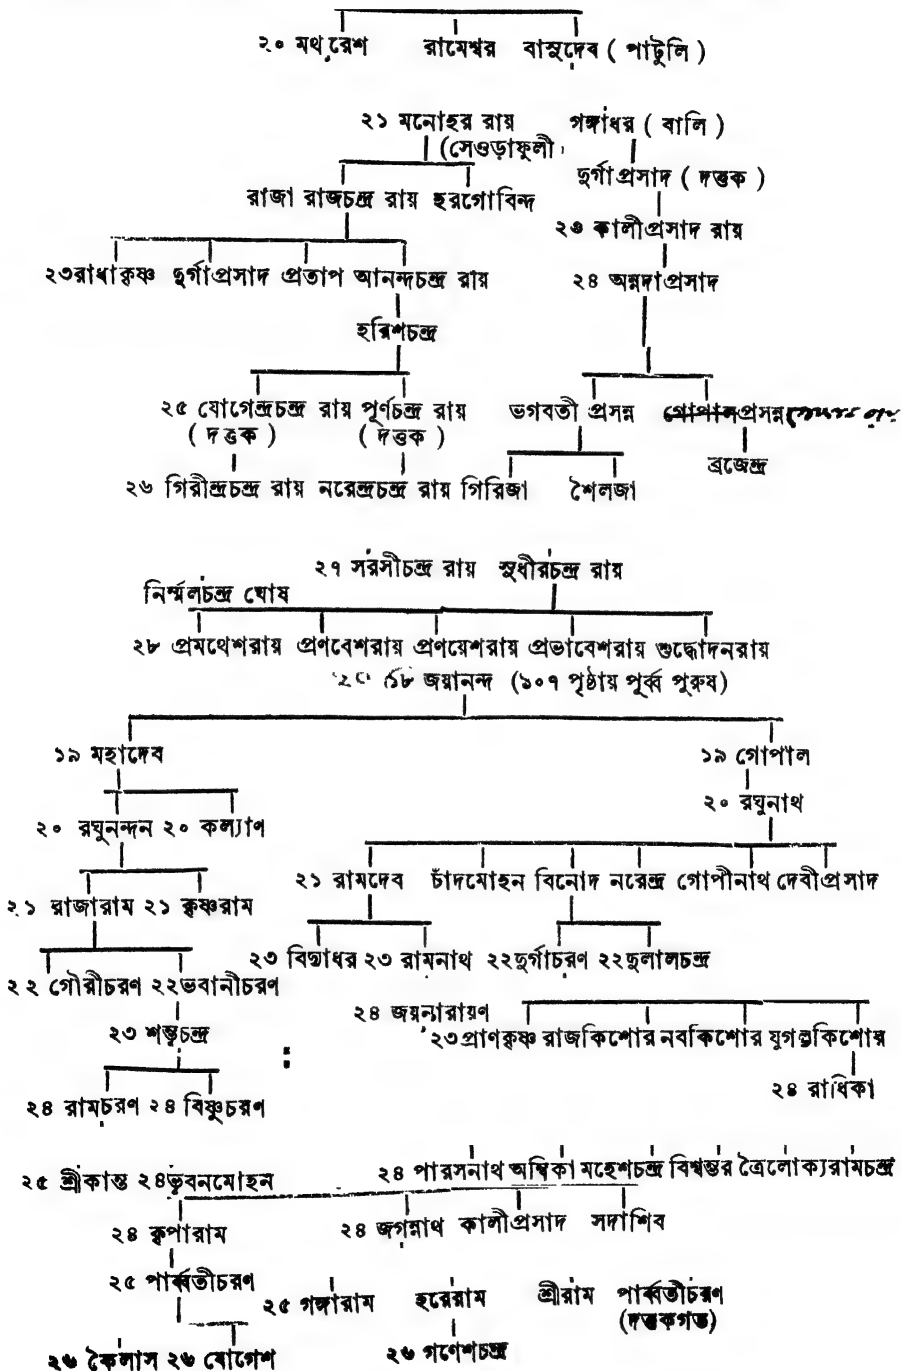 ২০ মথুরেশ রামেশ্বর বাসুদেব ( পাটুলি )
২১ মনোহর রায় গঙ্গাধর ( বালি )
(সেওড়াফুলী)
দুর্গাপ্রসাদ ( দত্তক )
রাজা রাজচন্দ্র রায় হরগোবিন্দ
২৩ কালীপ্রসাদ রায়
২৩রাধাকৃষ্ণ দুর্গাপ্রসাদ প্রতাপ আনন্দচন্দ্র রায় ২৪ অন্নদাপ্রসাদ
হরিশচন্দ্র
২৫ যোগেন্দ্রচন্দ্র রায় পূর্ণচন্দ্র রায় ভগবতী প্রসন্ন গোপালপ্রসন্ন
( দত্তক ) ( দত্তক )
ব্রজেন্দ্র
২৬ গিরীন্দ্রচন্দ্র রায় নরেন্দ্রচন্দ্র রায় গিরিজা শৈলজা
২৭ সরসীচন্দ্র রায় সুধীরচন্দ্র রায়
নির্ম্মলচন্দ্র ঘোষ
২৮ প্রমথেশরায় প্রণবেশরায় প্রণয়েশরায় প্রভাবেশরায় শুদ্ধোদনরায়
১৮ জয়ানন্দ (১০৭ পৃষ্ঠায় পূর্ব্ব পুরুষ)
১৯ মহাদেব ১৯ গোপাল
২০ রঘুনাথ
২০ রঘুনন্দন ২০ কল্যাণ
২১ রামদেব চাঁদমোহন বিনোদ নরেন্দ্র গোপীনাথ দেবীপ্রসাদ
২১ রাজারাম ২১ কৃষ্ণরাম
২৩ বিদ্যাধর ২৩ রামনাথ ২২দুর্গাচরণ ২২দুলালচন্দ্র
২২ গৌরীচরণ ২২ভবানীচরণ
২৪ জয়নারায়ণ
২৩ শম্ভুচন্দ্র ২৩প্রাণকৃষ্ণ রাজকিশোর নবকিশোর যুগলকিশোর
২৪ রাধিকা
২৪ রামচরণ ২৪ বিষ্ণুচরণ
২৫ শ্রীকান্ত ২৪ভুবনমোহন ২৪ পারসনাথ অম্বিকা মহেশচন্দ্র বিশ্বম্ভর ত্রৈলোক্যরামচন্দ্র
২৪ কৃপারাম ২৪ জগন্নাথ কালীপ্রসাদ সদাশিব
২৫ পার্ব্বতীচরণ ২৫ গঙ্গারাম হরেরাম শ্রীরাম পার্ব্বতীচরণ
(দত্তকগত)
২৬ কৈলাস ২৬ যোগেশ ২৬ গণেশচন্দ্র